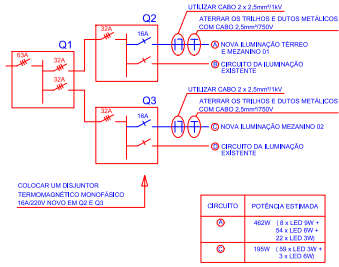 UTILIZAR CABO 2 x 2,5mm²/1kV
ATERRAR OS TRILHOS E DUTOS METÁLICOS
COM CABO 2,5mm²/750V
Q2
32A
16A
A NOVA ILUMINAÇÃO TÉRREO
E MEZANINO 01
B CIRCUITO DA ILUMINAÇÃO
EXISTENTE
Q1
63A
32A
32A
UTILIZAR CABO 2 x 2,5mm²/1kV
ATERRAR OS TRILHOS E DUTOS METÁLICOS
COM CABO 2,5mm²/750V
Q3
32A
16A
C NOVA ILUMINAÇÃO MEZANINO 02
D CIRCUITO DA ILUMINAÇÃO
EXISTENTE
COLOCAR UM DISJUNTOR
TERMOMAGNÉTICO MONOFÁSICO
16A/220V NOVO EM Q2 E Q3
CIRCUITO POTÊNCIA ESTIMADA
A 462W ( 8 x LED 9W +
54 x LED 6W +
22 x LED 3W)
C 195W ( 59 x LED 3W +
3 x LED 6W)